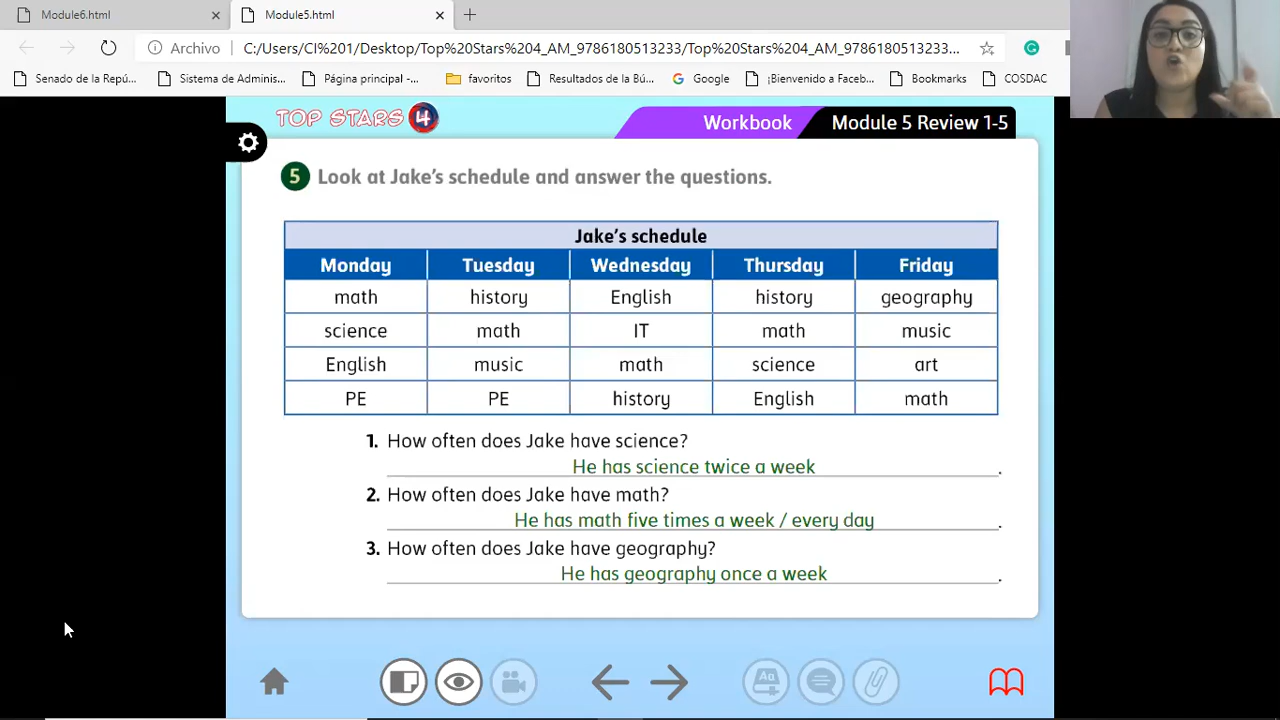 Module6.html
Module5.html
Archivo C:/Users/CI%201/Desktop/Top%20Stars%204_AM_9786180513233/Top%20Stars%204_AM_9786180513233...
Senado de la Repú... Sistema de Adminis... Página principal -... favoritos Resultados de la Bú... Google ¡Bienvenido a Faceb... Bookmarks COSDAC
TOP STARS 4 Workbook Module 5 Review 1-5
5 Look at Jake's schedule and answer the questions.
Jake's schedule
Monday Tuesday Wednesday Thursday Friday
math history English history geography
science math IT math music
English music math science art
PE PE history English math
1. How often does Jake have science?
He has science twice a week.
2. How often does Jake have math?
He has math five times a week / every day.
3. How often does Jake have geography?
He has geography once a week.
Aa